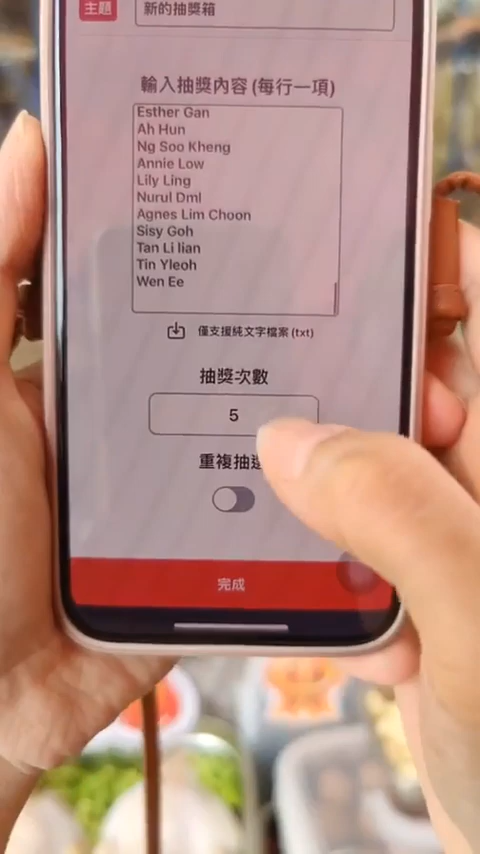 主題
新的抽獎箱
輸入抽獎內容 (每行一項)
Esther Gan
Ah Hun
Ng Soo Kheng
Annie Low
Lily Ling
Nurul Dml
Agnes Lim Choon
Sisy Goh
Tan Li lian
Tin Yleoh
Wen Ee
僅支援純文字檔案 (txt)
抽獎次數
5
重複抽
完成